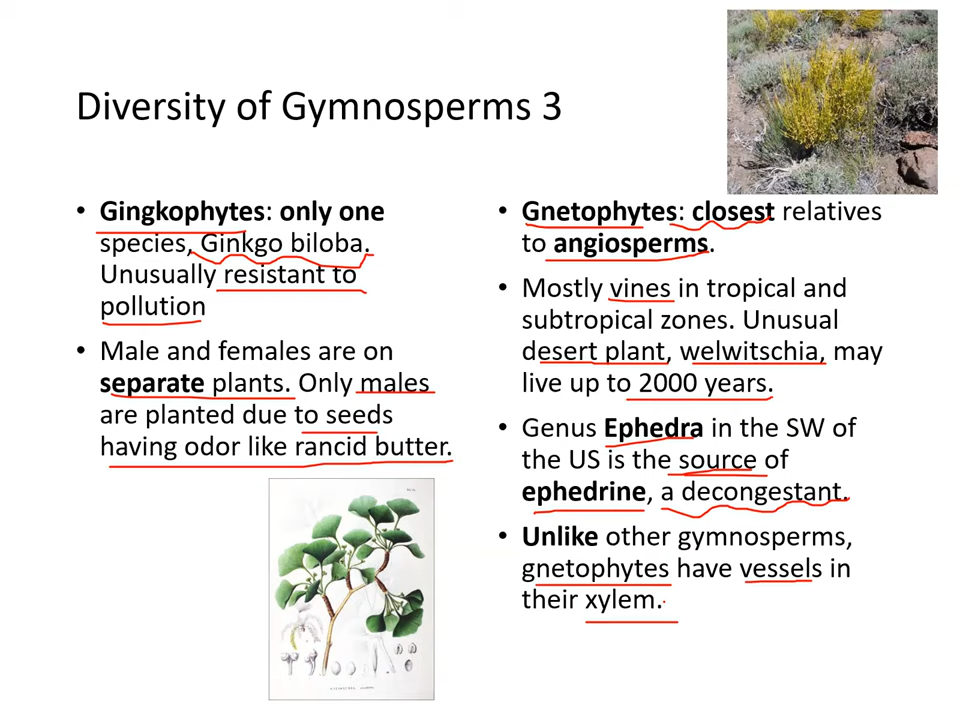 Diversity of Gymnosperms 3
• Gingkophytes: only one
species, Ginkgo biloba.
Unusually resistant to
pollution
• Male and females are on
separate plants. Only males
are planted due to seeds
having odor like rancid butter.
• Gnetophytes: closest relatives
to angiosperms.
• Mostly vines in tropical and
subtropical zones. Unusual
desert plant, welwitschia, may
live up to 2000 years.
• Genus Ephedra in the SW of
the US is the source of
ephedrine, a decongestant.
• Unlike other gymnosperms,
gnetophytes have vessels in
their xylem.